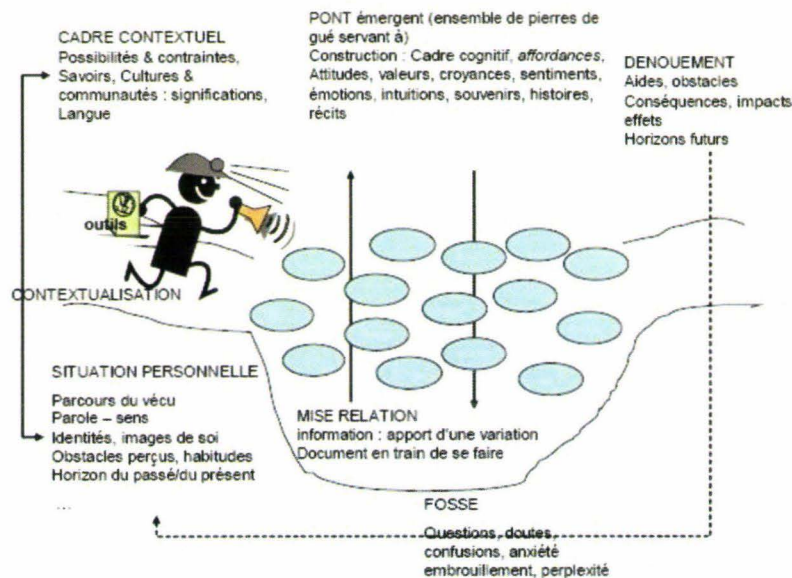 CADRE CONTEXTUEL
Possibilités & contraintes,
Savoirs, Cultures &
communautés : significations,
Langue
PONT émergent (ensemble de pierres de
gué servant à)
Construction : Cadre cognitif, affordances,
Attitudes, valeurs, croyances, sentiments,
émotions, intuitions, souvenirs, histoires,
récits
DENOUEMENT
Aides, obstacles
Conséquences, impacts
effets
Horizons futurs
outils
CONTEXTUALISATION
SITUATION PERSONNELLE
Parcours du vécu
Parole – sens
Identités, images de soi
Obstacles perçus, habitudes
Horizon du passé/du présent
...
MISE RELATION
information : apport d'une variation
Document en train de se faire
FOSSE
Questions, doutes,
confusions, anxiété
embrouillement, perplexité